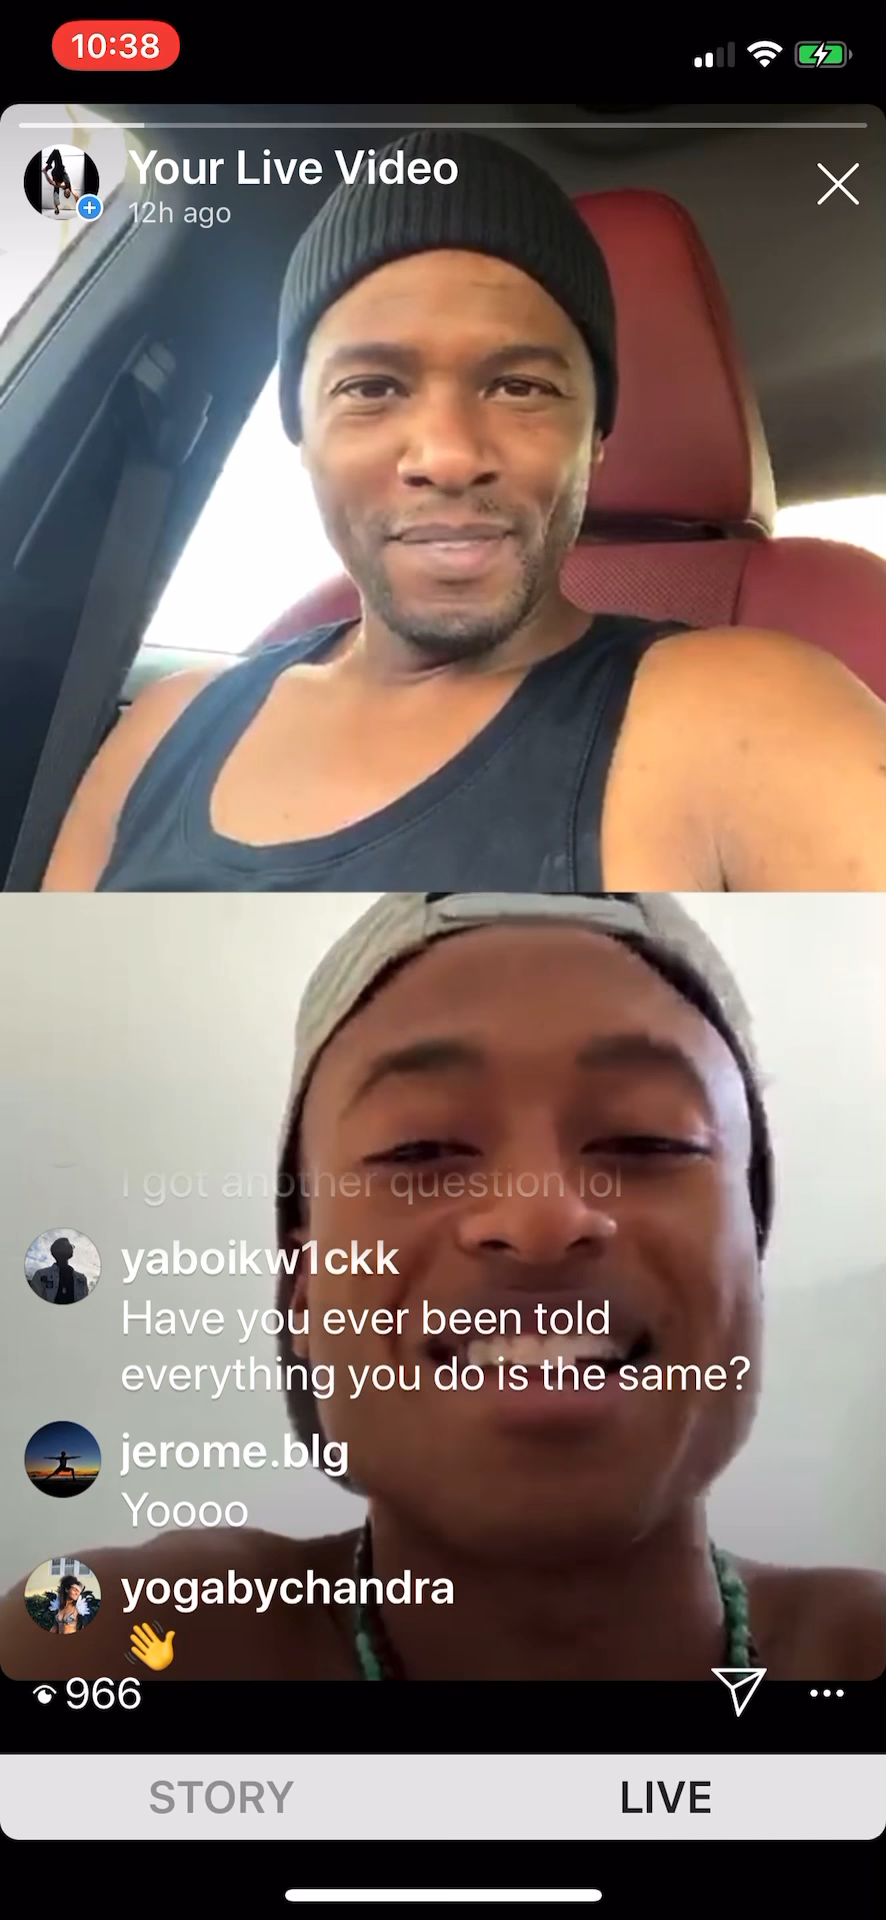 10:38
Your Live Video
12h ago
I got another question lol
yaboikw1ckk
Have you ever been told
everything you do is the same?
jerome.blg
Yoooo
yogabychandra
👋
966
STORY
LIVE